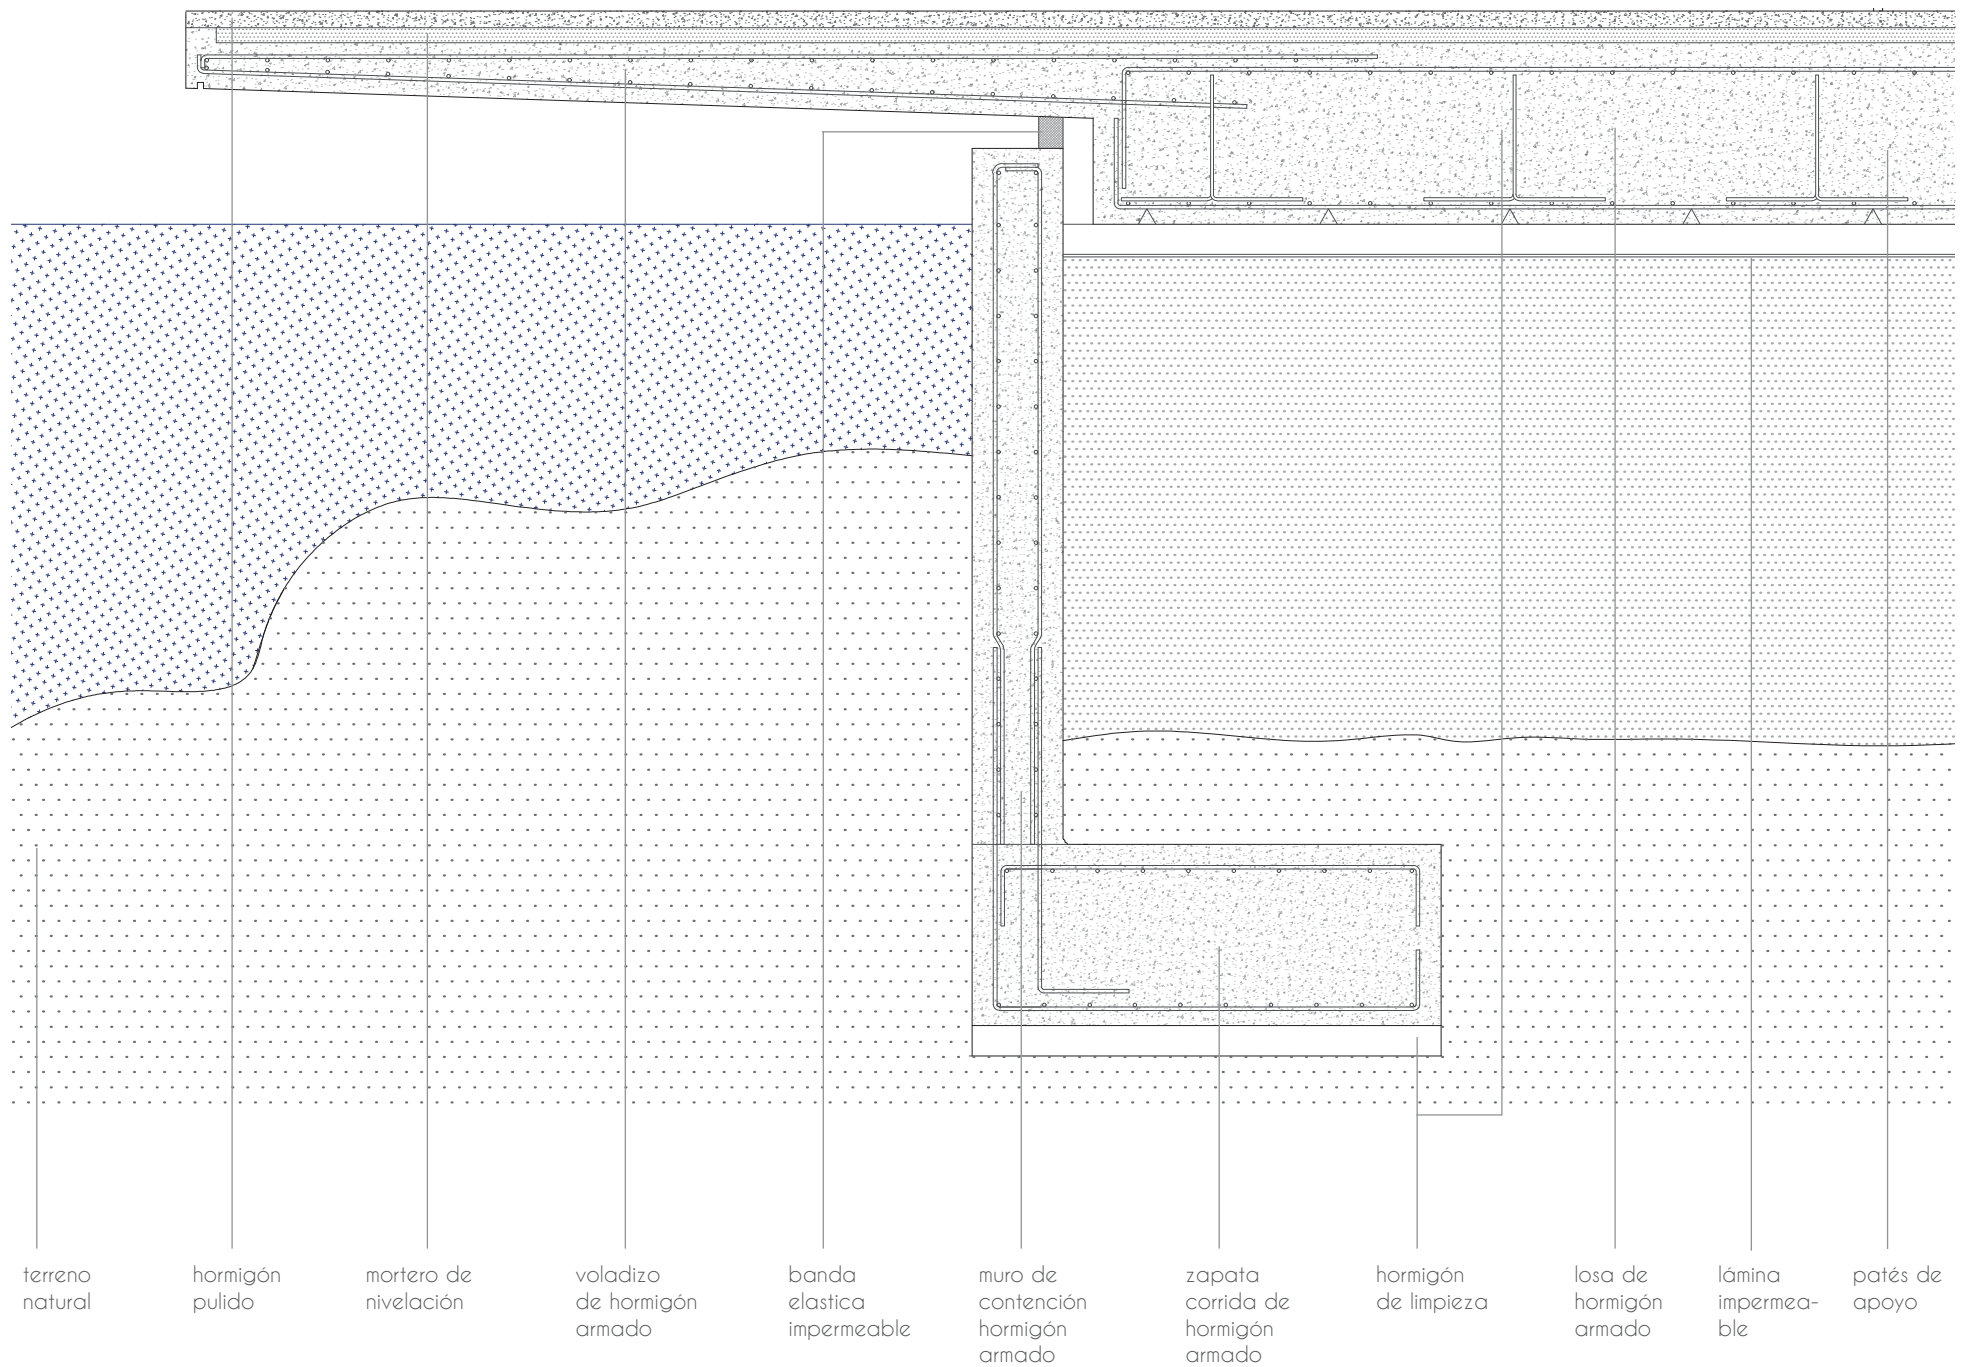 terreno
natural
hormigón
pulido
mortero de
nivelación
voladizo
de hormigón
armado
banda
elastica
impermeable
muro de
contención
hormigón
armado
zapata
corrida de
hormigón
armado
hormigón
de limpieza
losa de
hormigón
armado
lámina
impermea-
ble
patés de
apoyo